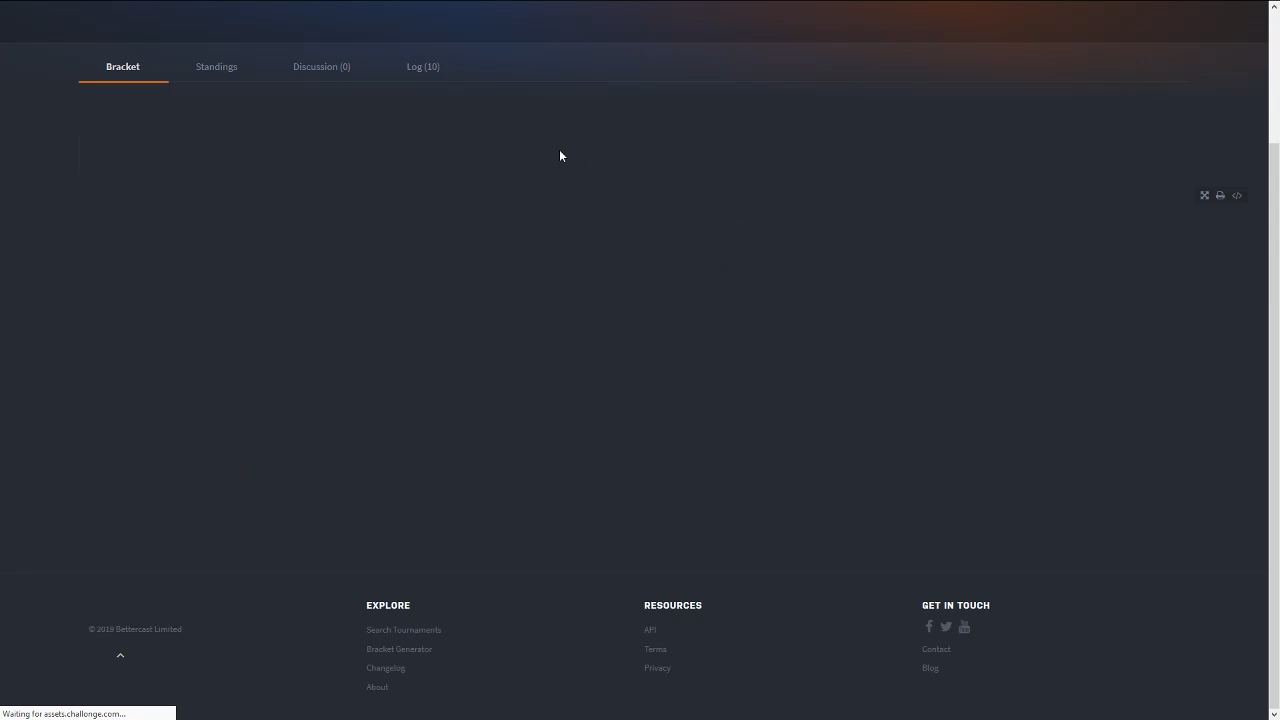 Bracket
Standings
Discussion (0)
Log (10)
EXPLORE
Search Tournaments
Bracket Generator
Changelog
About
RESOURCES
API
Terms
Privacy
GET IN TOUCH
Contact
Blog
© 2019 Bettercast Limited
Waiting for assets.challonge.com...